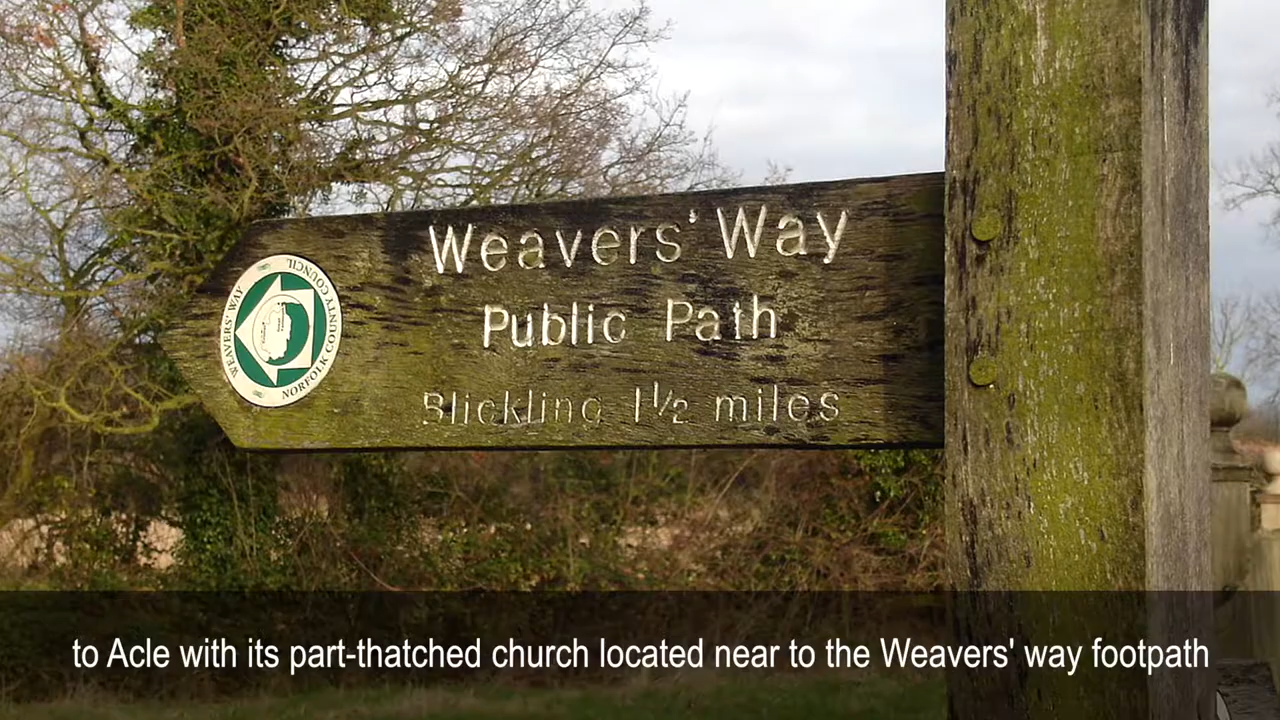 Weavers' Way
Public Path
Blickling 1½ miles
WEAVERS' WAY
NORFOLK COUNTY COUNCIL
to Acle with its part-thatched church located near to the Weavers' way footpath